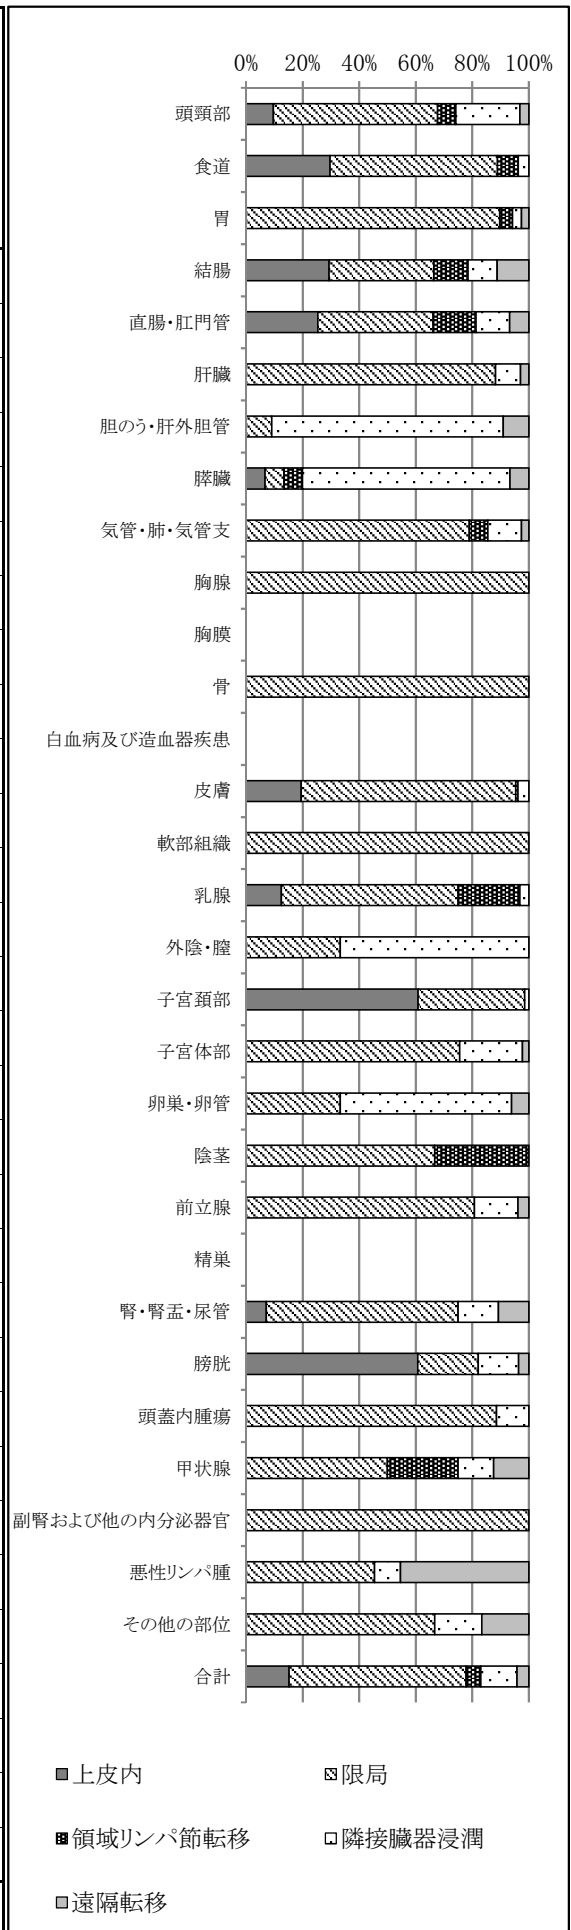 0% 20% 40% 60% 80% 100%
頭頸部
食道
胃
結腸
直腸・肛門管
肝臓
胆のう・肝外胆管
膵臓
気管・肺・気管支
胸腺
胸膜
骨
白血病及び造血器疾患
皮膚
軟部組織
乳腺
外陰・膣
子宮頚部
子宮体部
卵巣・卵管
陰茎
前立腺
精巣
腎・腎盂・尿管
膀胱
頭蓋内腫瘍
甲状腺
副腎および他の内分泌器官
悪性リンパ腫
その他の部位
合計
上皮内 限局
領域リンパ節転移 隣接臓器浸潤
遠隔転移